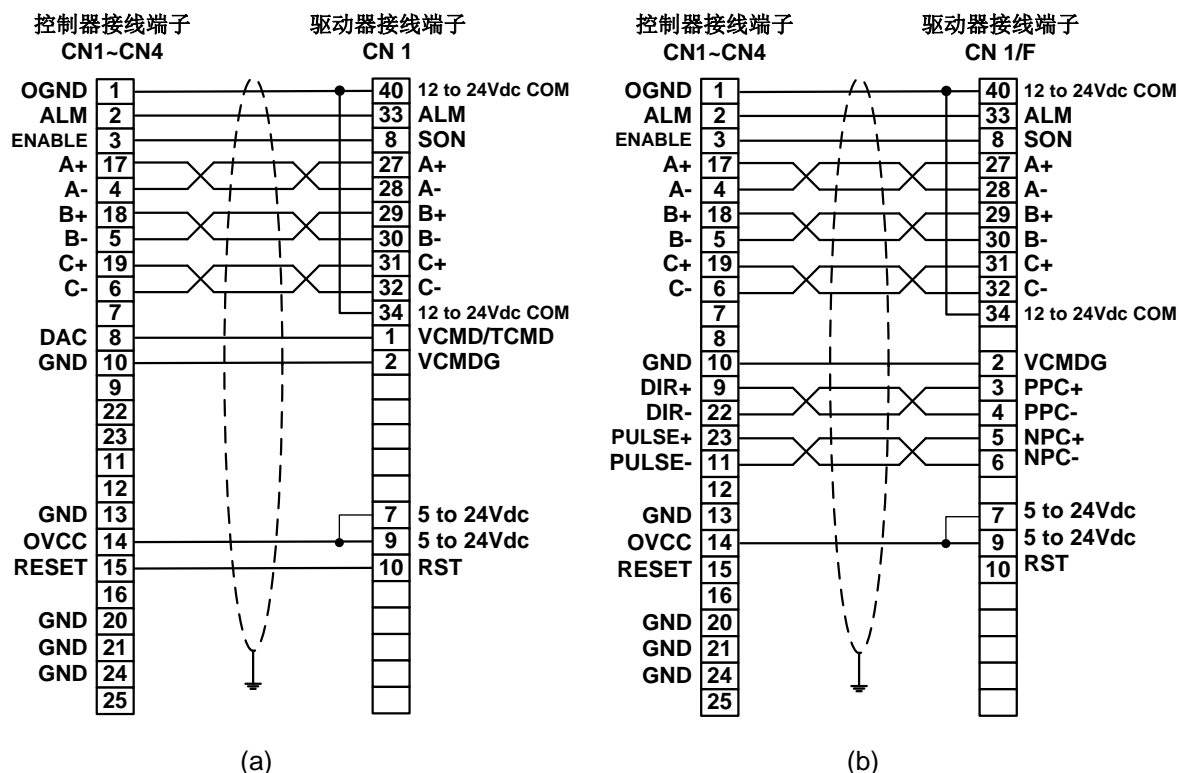 控制器接线端子 驱动器接线端子
CN1~CN4 CN 1
OGND 1 40 12 to 24Vdc COM
ALM 2 33 ALM
ENABLE 3 8 SON
A+ 17 27 A+
A- 4 28 A-
B+ 18 29 B+
B- 5 30 B-
C+ 19 31 C+
C- 6 32 C-
7 34 12 to 24Vdc COM
DAC 8 1 VCMD/TCMD
GND 10 2 VCMDG
9
22
23
11
12
GND 13 7 5 to 24Vdc
OVCC 14 9 5 to 24Vdc
RESET 15 10 RST
16
GND 20
GND 21
GND 24
25
(a)
控制器接线端子 驱动器接线端子
CN1~CN4 CN 1/F
OGND 1 40 12 to 24Vdc COM
ALM 2 33 ALM
ENABLE 3 8 SON
A+ 17 27 A+
A- 4 28 A-
B+ 18 29 B+
B- 5 30 B-
C+ 19 31 C+
C- 6 32 C-
7 34 12 to 24Vdc COM
8
GND 10 2 VCMDG
DIR+ 9 3 PPC+
DIR- 22 4 PPC-
PULSE+ 23 5 NPC+
PULSE- 11 6 NPC-
12
GND 13 7 5 to 24Vdc
OVCC 14 9 5 to 24Vdc
RESET 15 10 RST
16
GND 20
GND 21
GND 24
25
(b)